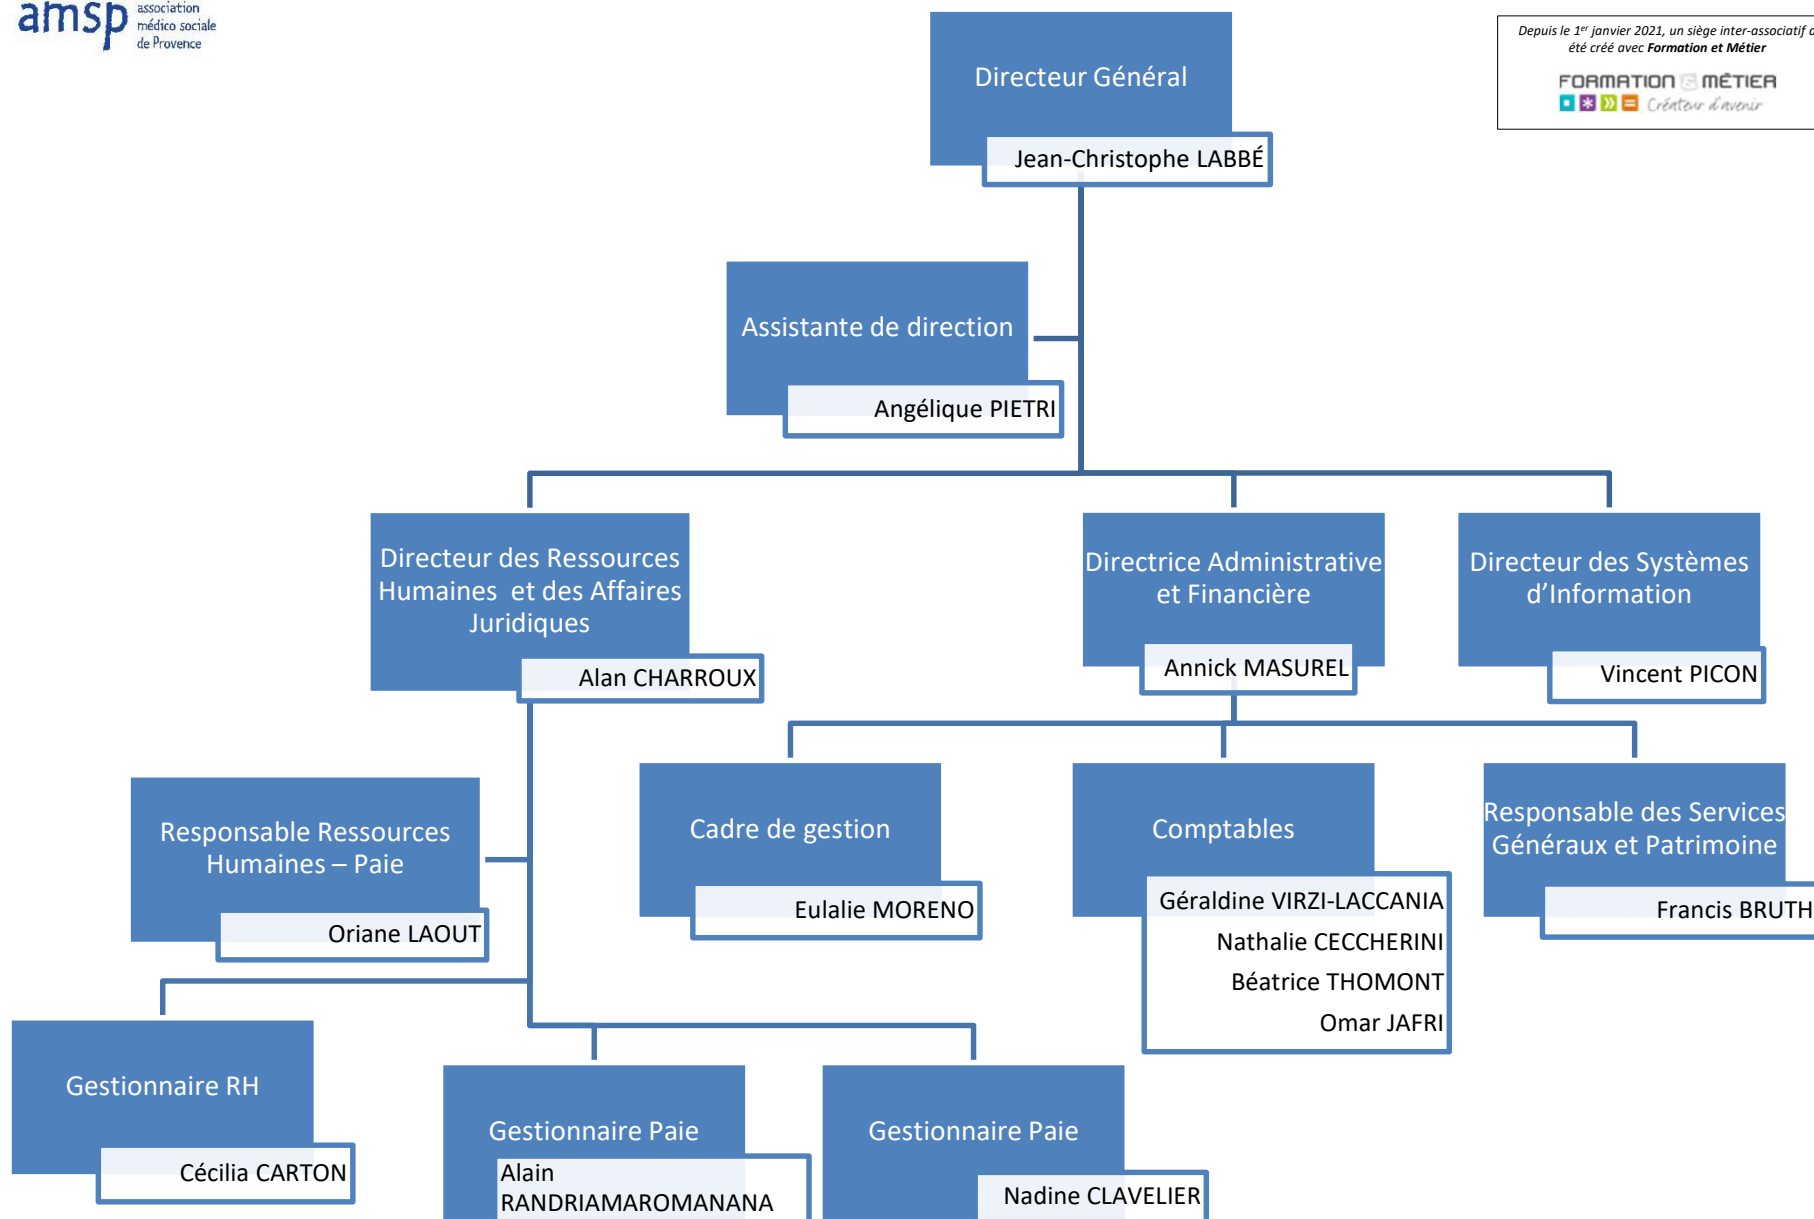 amsp
association
médico sociale
de Provence
Depuis le 1er janvier 2021, un siège inter-associatif a
été créé avec Formation et Métier
FORMATION & MÉTIER
Créateur d'avenir
Directeur Général
Jean-Christophe LABBÉ
Assistante de direction
Angélique PIETRI
Directeur des Ressources
Humaines et des Affaires
Juridiques
Alan CHARROUX
Directrice Administrative
et Financière
Annick MASUREL
Directeur des Systèmes
d’Information
Vincent PICON
Responsable Ressources
Humaines – Paie
Oriane LAOUT
Cadre de gestion
Eulalie MORENO
Comptables
Géraldine VIRZI-LACCANIA
Nathalie CECCHERINI
Béatrice THOMONT
Omar JAFRI
Responsable des Services
Généraux et Patrimoine
Francis BRUTH
Gestionnaire RH
Cécilia CARTON
Gestionnaire Paie
Alain
RANDRIAMAROMANANA
Gestionnaire Paie
Nadine CLAVELIER